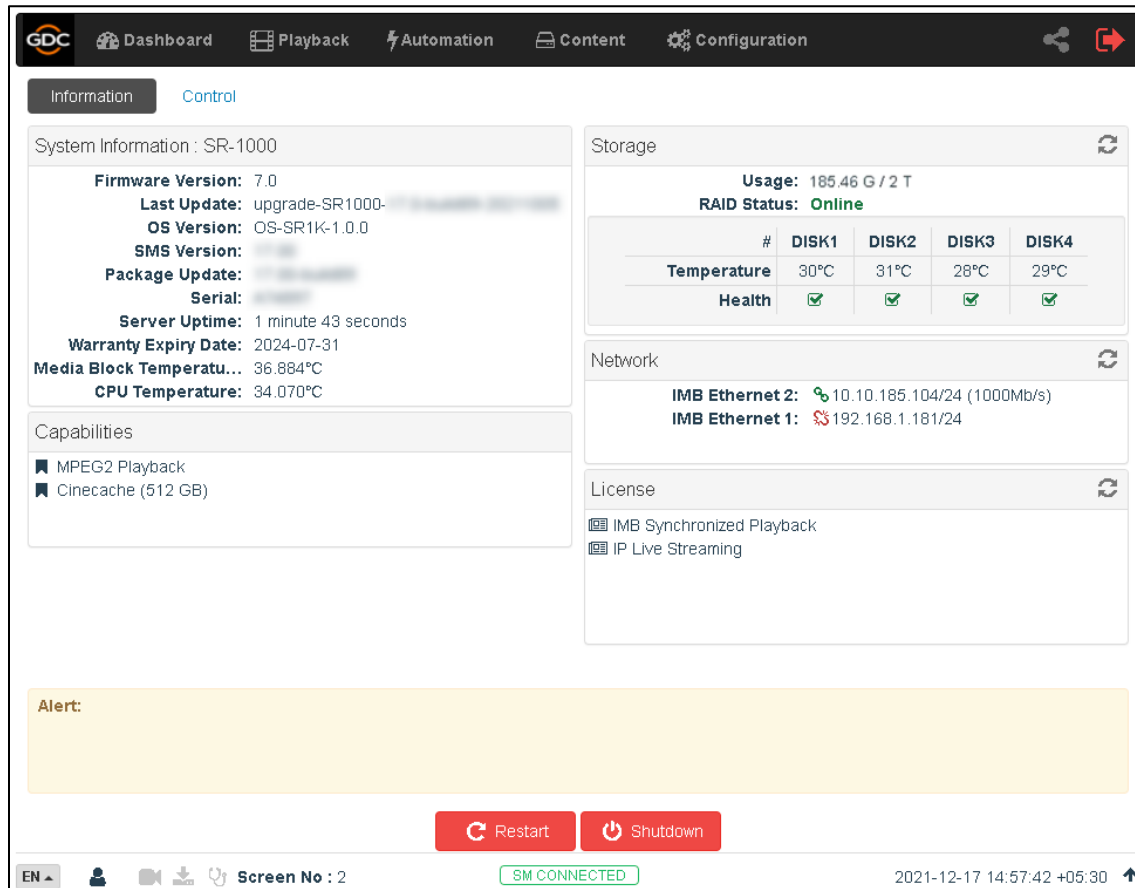 GDC Dashboard Playback Automation Content Configuration
Information Control
System Information : SR-1000
Firmware Version: 7.0
Last Update: upgrade-SR1000-
OS Version: OS-SR1K-1.0.0
SMS Version:
Package Update:
Serial:
Server Uptime: 1 minute 43 seconds
Warranty Expiry Date: 2024-07-31
Media Block Temperatu... 36.884°C
CPU Temperature: 34.070°C
Capabilities
MPEG2 Playback
Cinecache (512 GB)
Storage
Usage: 185.46 G / 2 T
RAID Status: Online
# DISK1 DISK2 DISK3 DISK4
Temperature 30°C 31°C 28°C 29°C
Health
Network
IMB Ethernet 2: 10.10.185.104/24 (1000Mb/s)
IMB Ethernet 1: 192.168.1.181/24
License
IMB Synchronized Playback
IP Live Streaming
Alert:
Restart Shutdown
EN Screen No : 2 SM CONNECTED 2021-12-17 14:57:42 +05:30